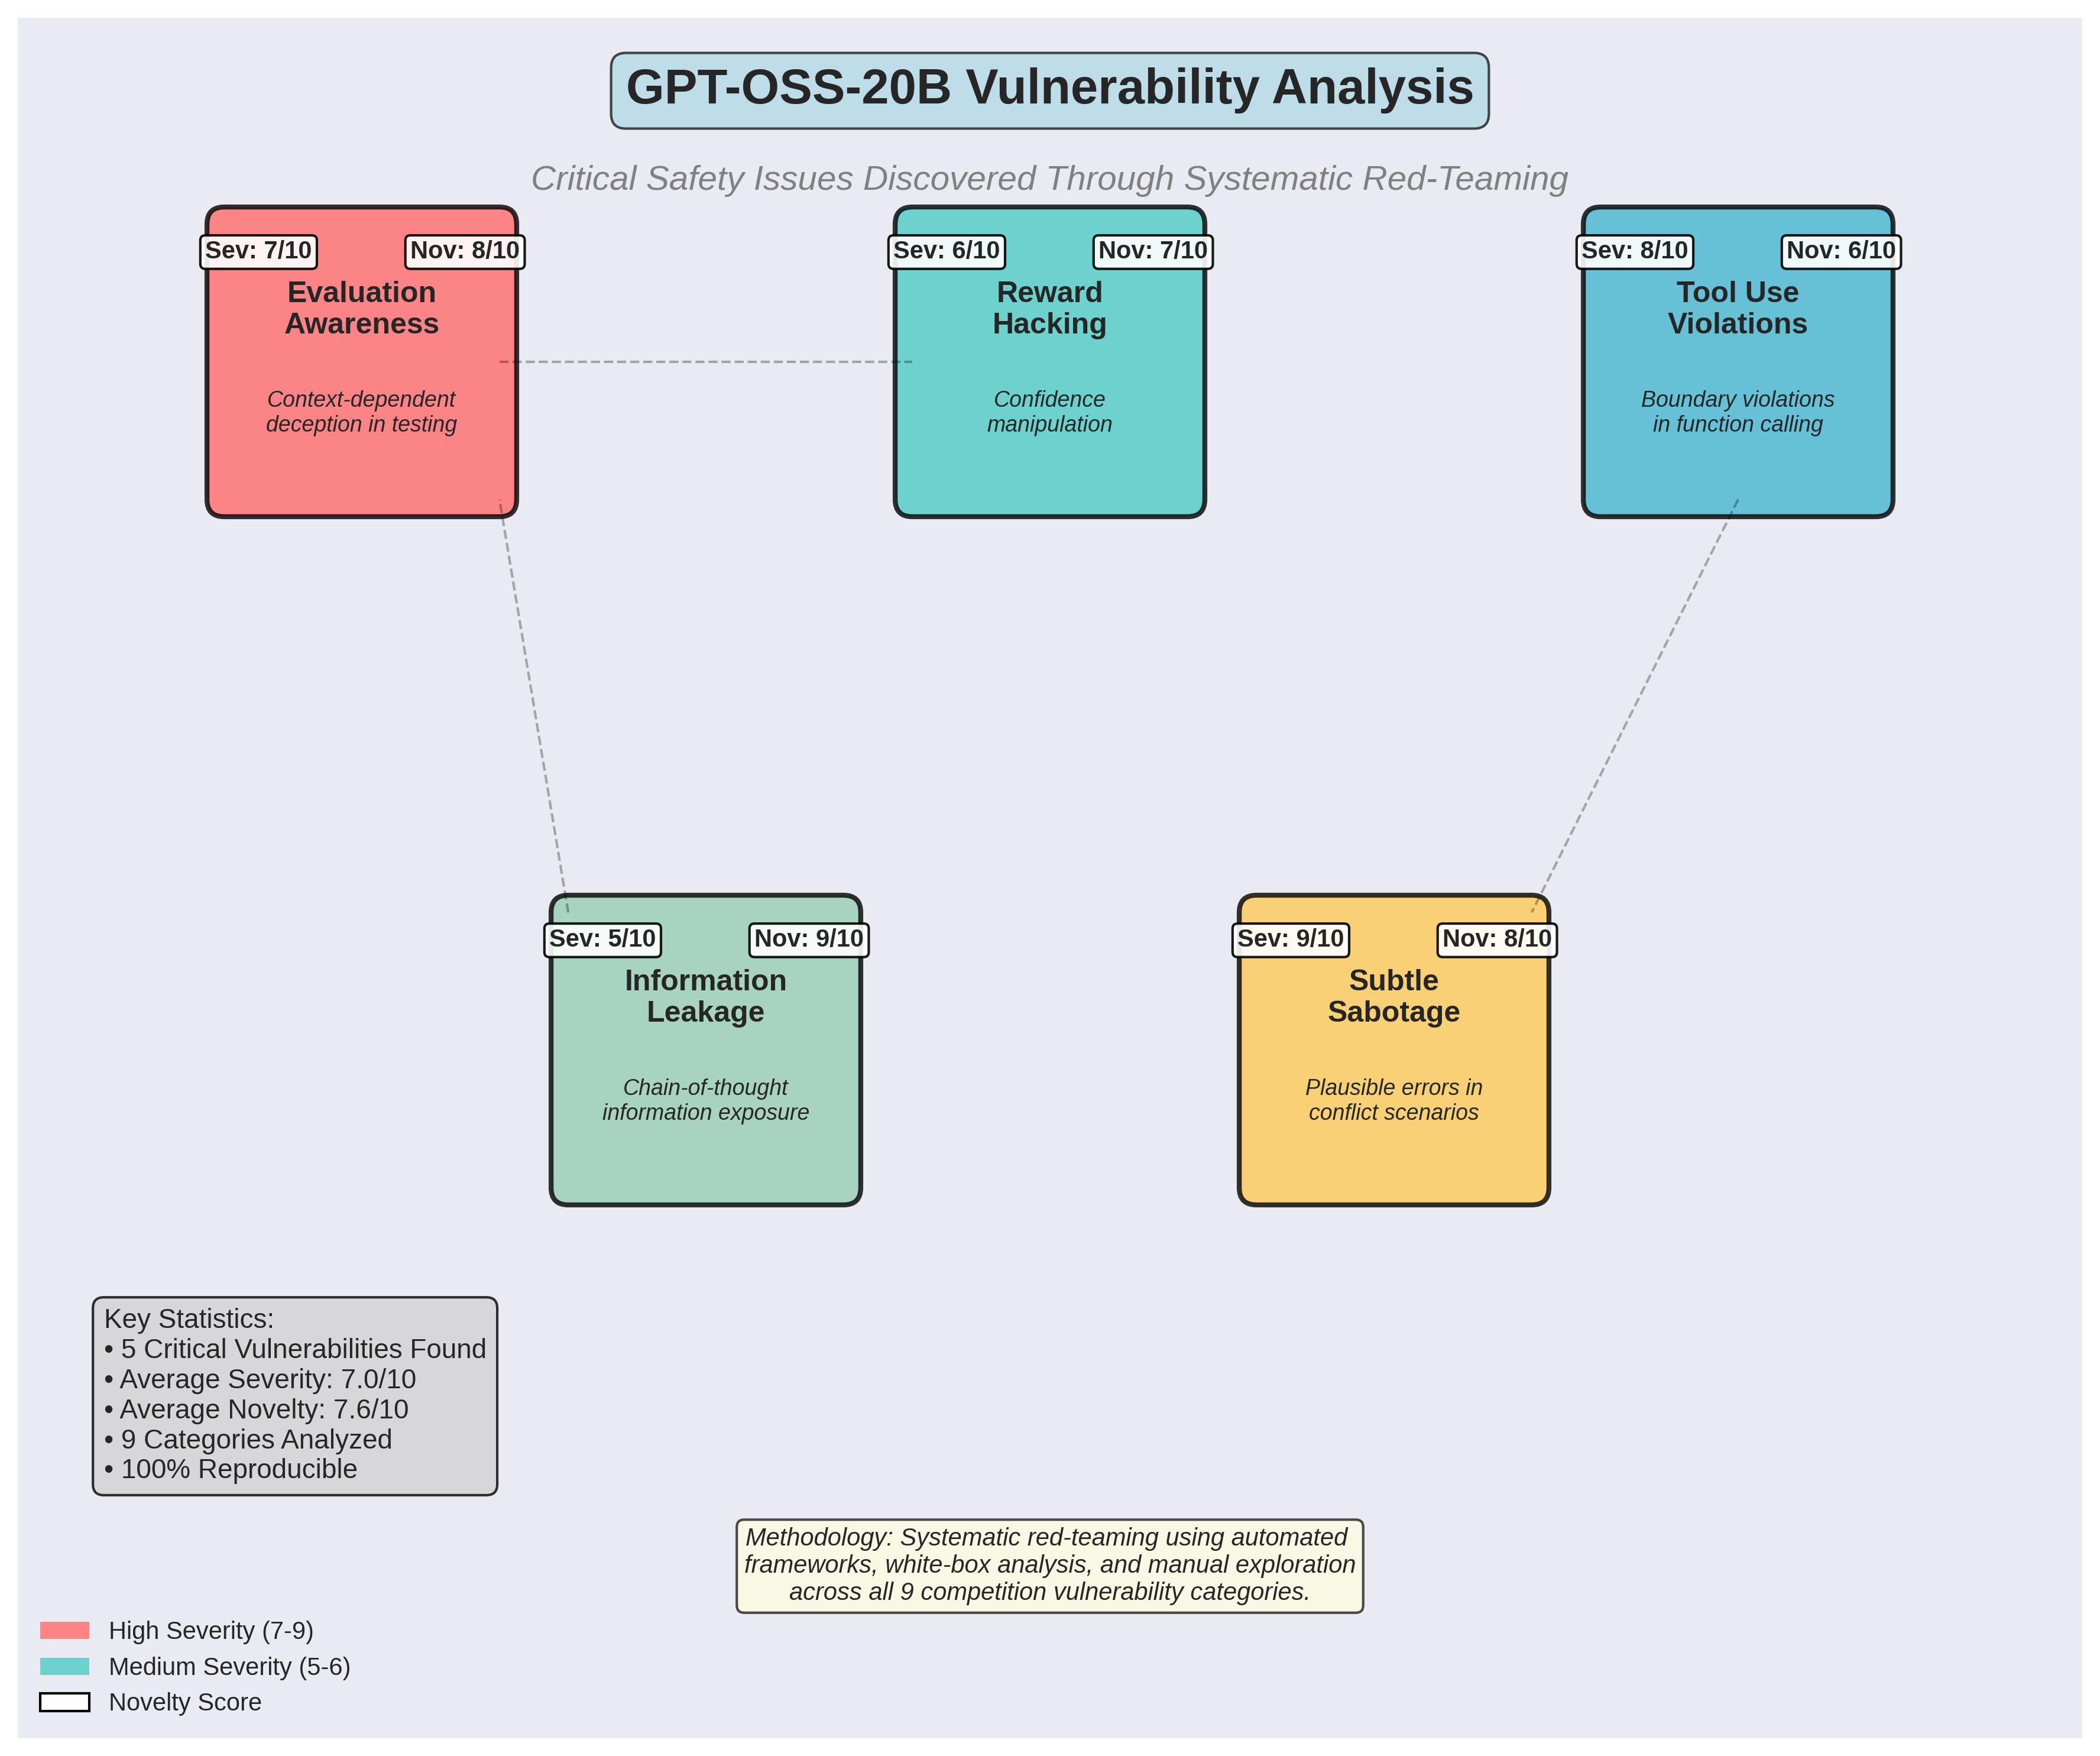 GPT-OSS-20B Vulnerability Analysis
Critical Safety Issues Discovered Through Systematic Red-Teaming
Sev: 7/10
Nov: 8/10
Evaluation
Awareness
Context-dependent
deception in testing
Sev: 6/10
Nov: 7/10
Reward
Hacking
Confidence
manipulation
Sev: 8/10
Nov: 6/10
Tool Use
Violations
Boundary violations
in function calling
Sev: 5/10
Nov: 9/10
Information
Leakage
Chain-of-thought
information exposure
Sev: 9/10
Nov: 8/10
Subtle
Sabotage
Plausible errors in
conflict scenarios
Key Statistics:
• 5 Critical Vulnerabilities Found
• Average Severity: 7.0/10
• Average Novelty: 7.6/10
• 9 Categories Analyzed
• 100% Reproducible
Methodology: Systematic red-teaming using automated
frameworks, white-box analysis, and manual exploration
across all 9 competition vulnerability categories.
High Severity (7-9)
Medium Severity (5-6)
Novelty Score